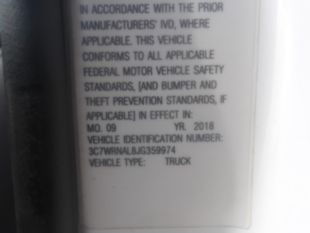 IN ACCORDANCE WITH THE PRIOR
MANUFACTURERS' IVD, WHERE
APPLICABLE. THIS VEHICLE
CONFORMS TO ALL APPLICABLE
FEDERAL MOTOR VEHICLE SAFETY
STANDARDS, [AND BUMPER AND
THEFT PREVENTION STANDARDS, IF
APPLICABLE] IN EFFECT IN:
MO. 09 YR. 2018
VEHICLE IDENTIFICATION NUMBER:
3C7WRNAL8JG359974
VEHICLE TYPE: TRUCK